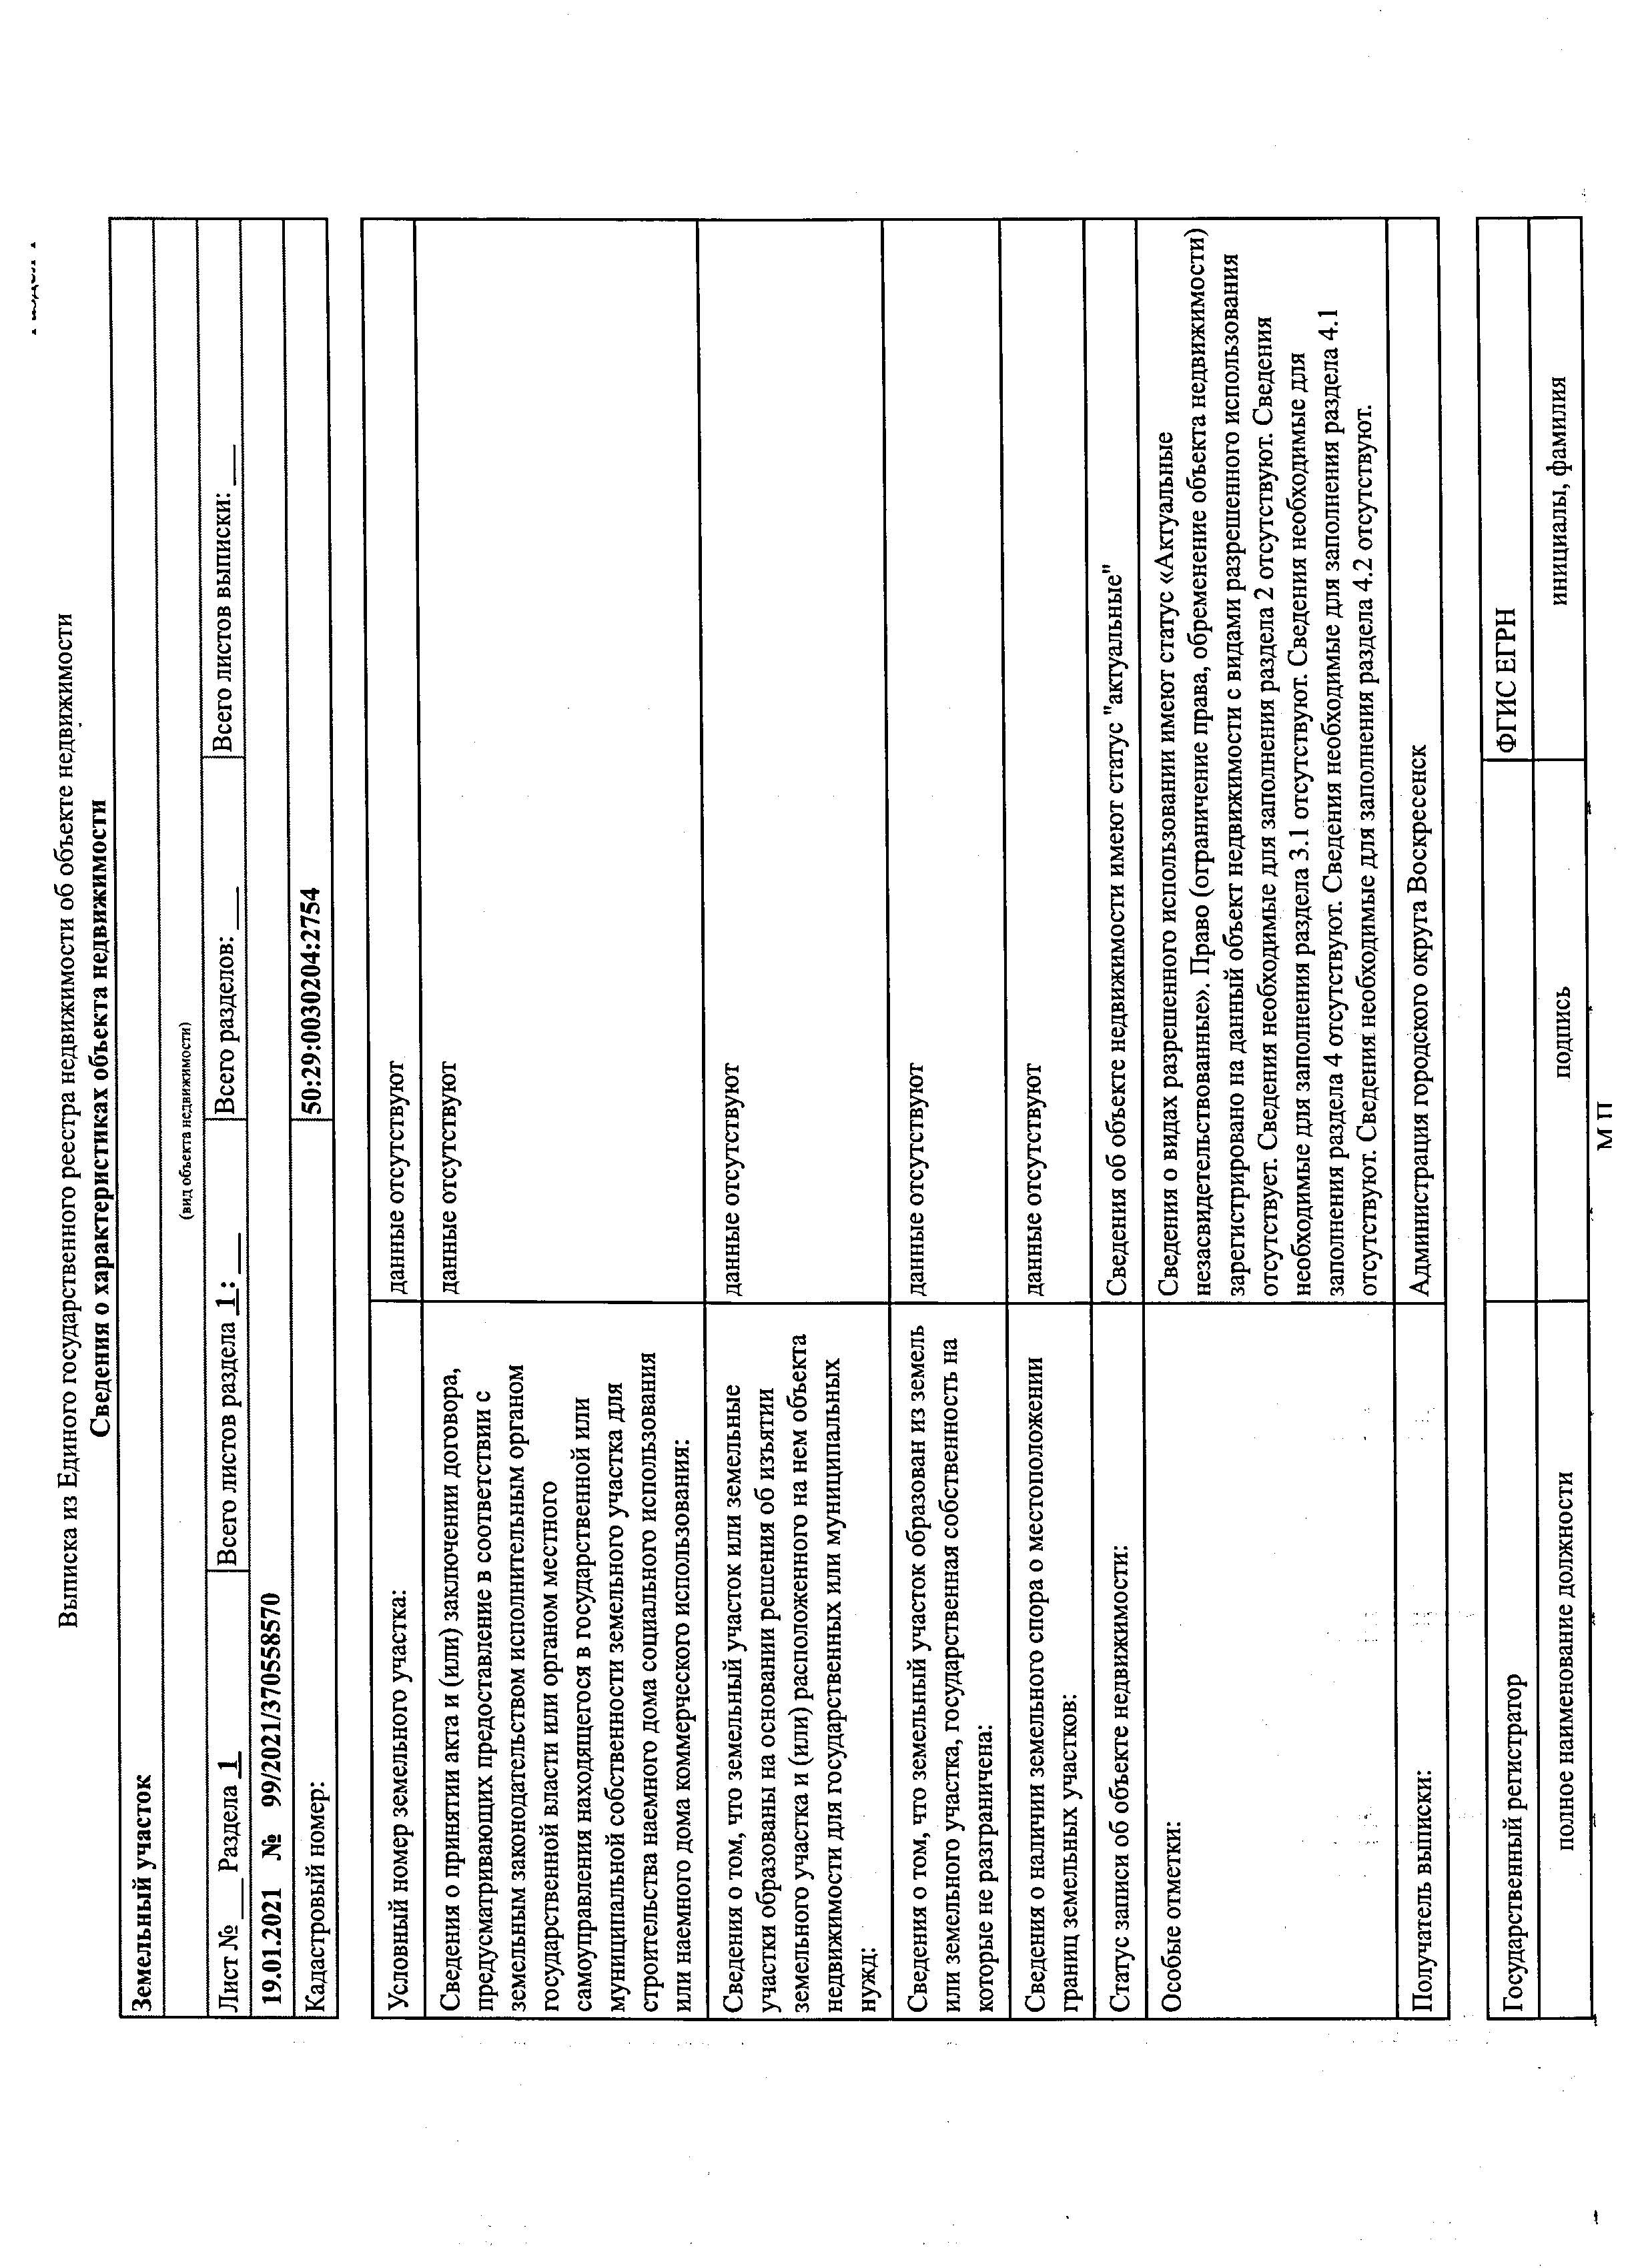 Выписка из Единого государственного реестра недвижимости об объекте недвижимости
Сведения о характеристиках объекта недвижимости
Земельный участок
(вид объекта недвижимости)
Лист № ___ Раздела 1 Всего листов раздела 1: ___ Всего разделов: ___ Всего листов выписки: ___
19.01.2021 № 99/2021/370558570
Кадастровый номер: 50:29:0030204:2754
Условный номер земельного участка: данные отсутствуют
Сведения о принятии акта и (или) заключении договора, данные отсутствуют
предусматривающих предоставление в соответствии с
земельным законодательством исполнительным органом
государственной власти или органом местного
самоуправления находящегося в государственной или
муниципальной собственности земельного участка для
строительства наемного дома социального использования
или наемного дома коммерческого использования:
Сведения о том, что земельный участок или земельные данные отсутствуют
участки образованы на основании решения об изъятии
земельного участка и (или) расположенного на нем объекта
недвижимости для государственных или муниципальных
нужд:
Сведения о том, что земельный участок образован из земель данные отсутствуют
или земельного участка, государственная собственность на
которые не разграничена:
Сведения о наличии земельного спора о местоположении данные отсутствуют
границ земельных участков:
Статус записи об объекте недвижимости: Сведения об объекте недвижимости имеют статус "актуальные"
Особые отметки: Сведения о видах разрешенного использовании имеют статус «Актуальные
незасвидетельствованные». Право (ограничение права, обременение объекта недвижимости)
зарегистрировано на данный объект недвижимости с видами разрешенного использования
отсутствует. Сведения необходимые для заполнения раздела 2 отсутствуют. Сведения
необходимые для заполнения раздела 3.1 отсутствуют. Сведения необходимые для
заполнения раздела 4 отсутствуют. Сведения необходимые для заполнения раздела 4.1
отсутствуют. Сведения необходимые для заполнения раздела 4.2 отсутствуют.
Получатель выписки: Администрация городского округа Воскресенск
Государственный регистратор ФГИС ЕГРН
полное наименование должности подпись инициалы, фамилия